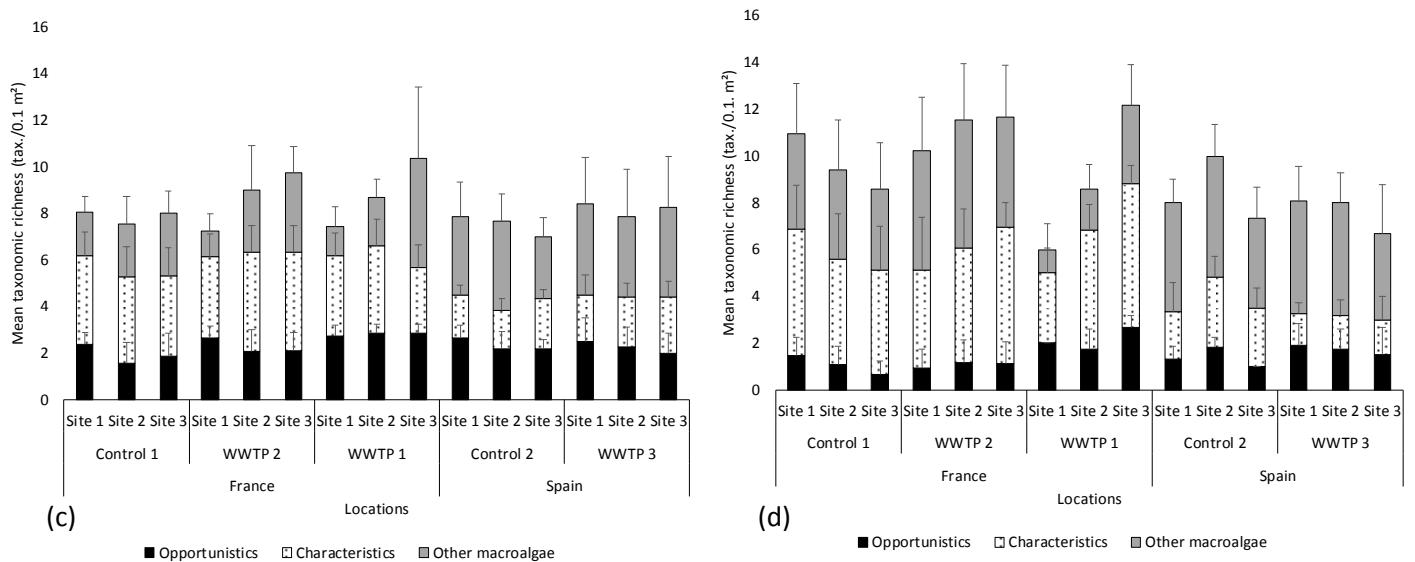 Mean taxonomic richness (tax./0.1 m²)
16
14
12
10
8
6
4
2
0
Site 1 Site 2 Site 3 Site 1 Site 2 Site 3 Site 1 Site 2 Site 3 Site 1 Site 2 Site 3 Site 1 Site 2 Site 3
Control 1 WWTP 2 WWTP 1 Control 2 WWTP 3
France Spain
Locations
(c)
Opportunistics Characteristics Other macroalgae
Mean taxonomic richness (tax./0.1. m²)
16
14
12
10
8
6
4
2
0
Site 1 Site 2 Site 3 Site 1 Site 2 Site 3 Site 1 Site 2 Site 3 Site 1 Site 2 Site 3 Site 1 Site 2 Site 3
Control 1 WWTP 2 WWTP 1 Control 2 WWTP 3
France Spain
Locations
(d)
Opportunistics Characteristics Other macroalgae